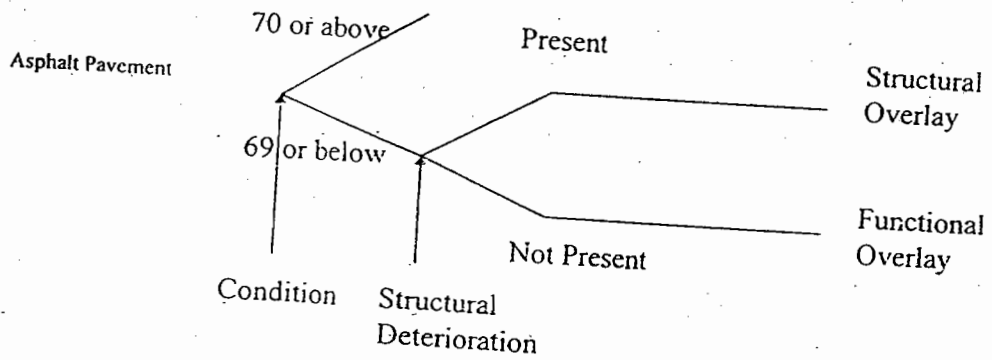 70 or above
Present
Asphalt Pavement
Structural
Overlay
69 or below
Functional
Overlay
Not Present
Condition
Structural
Deterioration